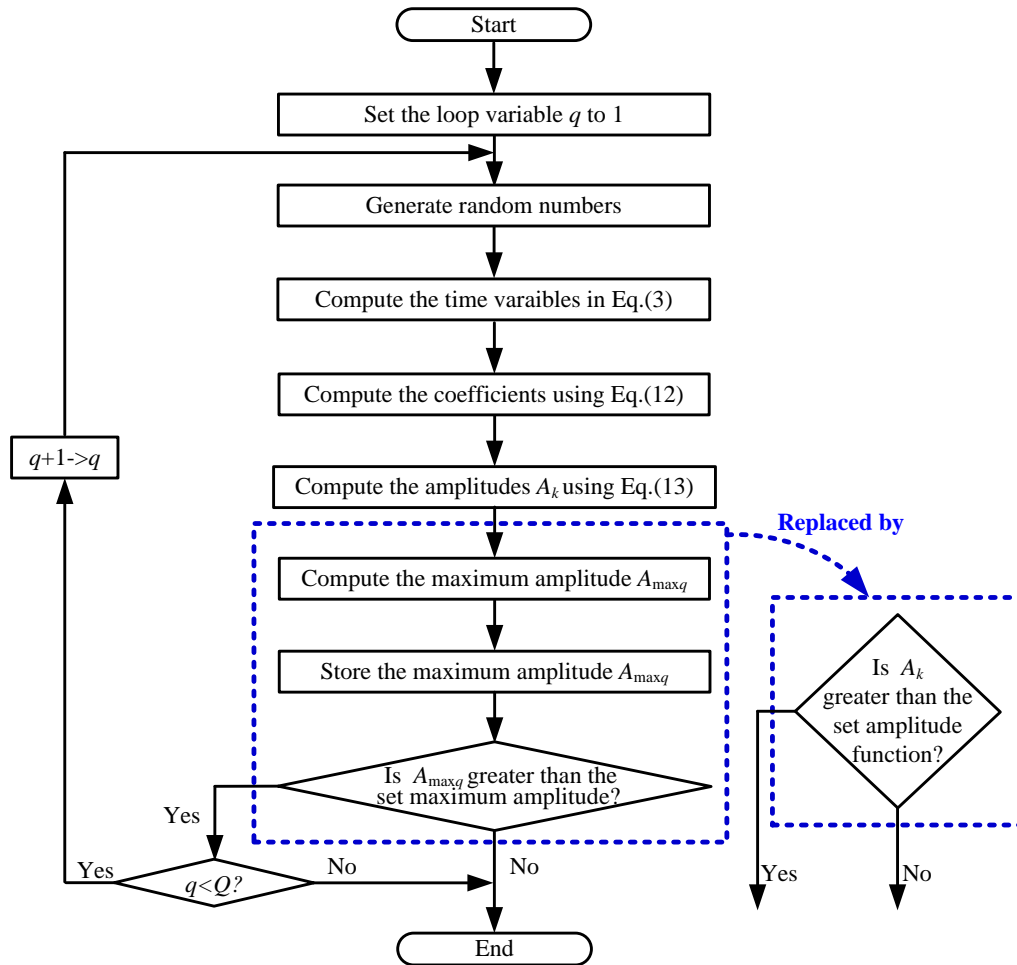 Start
Set the loop variable q to 1
Generate random numbers
Compute the time varaibles in Eq.(3)
Compute the coefficients using Eq.(12)
q+1->q
Compute the amplitudes Ak using Eq.(13)
Replaced by
Compute the maximum amplitude Amaxq
Store the maximum amplitude Amaxq
Is Ak
greater than the
set amplitude
function?
Is Amaxq greater than the
set maximum amplitude?
Yes
Yes
q<Q?
No
No
Yes
No
End